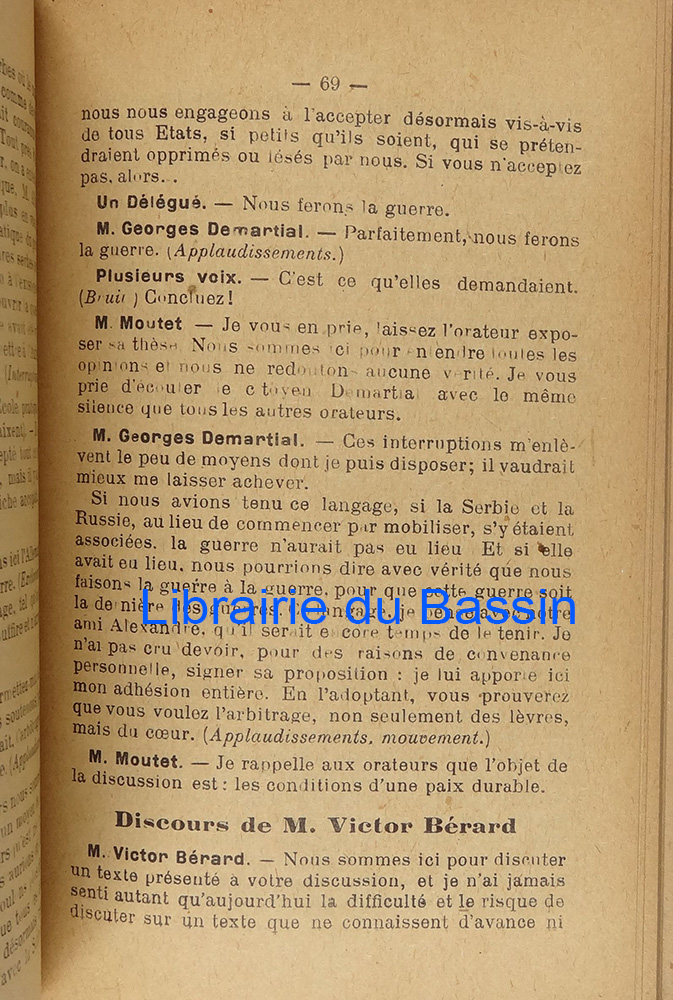 — 69 —
nous nous engageons à l'accepter désormais vis-à-vis
de tous Etats, si petits qu'ils soient, qui se préten-
draient opprimés ou lésés par nous. Si vous n'acceptez
pas, alors. .
Un Délégué. — Nous ferons la guerre.
M. Georges Demartial. — Parfaitement, nous ferons
la guerre. (Applaudissements.)
Plusieurs voix. — C'est ce qu'elles demandaient.
(Bruit ) Concluez !
M. Moutet — Je vous en prie, laissez l'orateur expo-
ser sa thèse. Nous sommes ici pour entendre toutes les
opinions et nous ne redoutons aucune vérité. Je vous
prie d'écouter le citoyen Demartial avec le même
silence que tous les autres orateurs.
M. Georges Demartial. — Ces interruptions m'enlè-
vent le peu de moyens dont je puis disposer; il vaudrait
mieux me laisser achever.
Si nous avions tenu ce langage, si la Serbie et la
Russie, au lieu de commencer par mobiliser, s'y étaient
associées, la guerre n'aurait pas eu lieu Et si elle
avait eu lieu, nous pourrions dire avec vérité que nous
faisons la guerre à la guerre, pour que cette guerre soit
la dernière des guerres langage, je notre
Librairie du Bassin
ami Alexandre, qu'il serait encore temps de le tenir. Je
n'ai pas cru devoir, pour des raisons de convenance
personnelle, signer sa proposition : je lui apporte ici
mon adhésion entière. En l'adoptant, vous prouverez
que vous voulez l'arbitrage, non seulement des lèvres,
mais du cœur. (Applaudissements, mouvement.)
M. Moutet. — Je rappelle aux orateurs que l'objet de
la discussion est : les conditions d'une paix durable.
Discours de M. Victor Bérard
M. Victor Bérard. — Nous sommes ici pour discuter
un texte présenté à votre discussion, et je n'ai jamais
senti autant qu'aujourd'hui la difficulté et le risque de
discuter sur un texte que ne connaissent d'avance ni